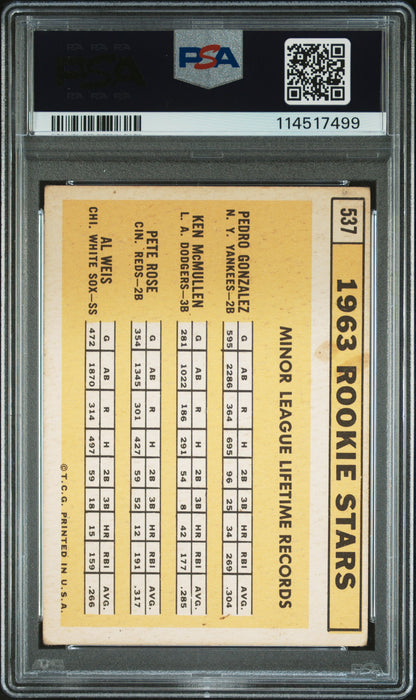 PSA
114517499
537
1963 ROOKIE STARS
MINOR LEAGUE LIFETIME RECORDS
PEDRO GONZALEZ
N. Y. YANKEES—2B
G AB R H 2B 3B HR RBI AVG.
595 2286 364 695 96 25 34 269 .304
KEN McMULLEN
L. A. DODGERS—3B
G AB R H 2B 3B HR RBI AVG.
281 1022 186 291 54 8 42 177 .285
PETE ROSE
CIN. REDS—2B
G AB R H 2B 3B HR RBI AVG.
354 1345 301 427 59 52 12 191 .317
AL WEIS
CHI. WHITE SOX—SS
G AB R H 2B 3B HR RBI AVG.
472 1870 314 497 59 18 15 159 .266
© T.C.G. PRINTED IN U.S.A.